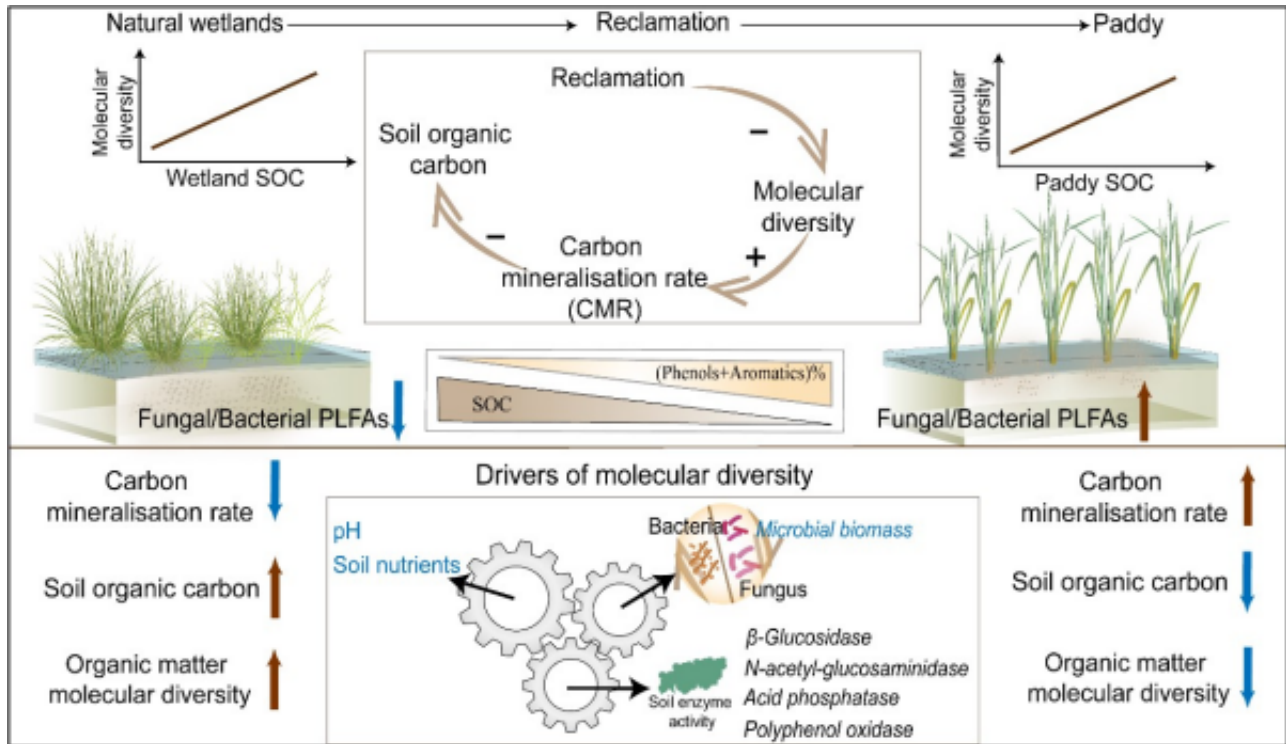 Natural wetlands
Reclamation
Paddy
Molecular
diversity
Wetland SOC
Reclamation
−
Soil organic
carbon
Molecular
diversity
−
+
Carbon
mineralisation rate
(CMR)
Molecular
diversity
Paddy SOC
(Phenols+Aromatics)%
SOC
Fungal/Bacterial PLFAs
Fungal/Bacterial PLFAs
Carbon
mineralisation rate
Soil organic carbon
Organic matter
molecular diversity
Drivers of molecular diversity
pH
Soil nutrients
Bacteria
Microbial biomass
Fungus
Soil enzyme
activity
β-Glucosidase
N-acetyl-glucosaminidase
Acid phosphatase
Polyphenol oxidase
Carbon
mineralisation rate
Soil organic carbon
Organic matter
molecular diversity